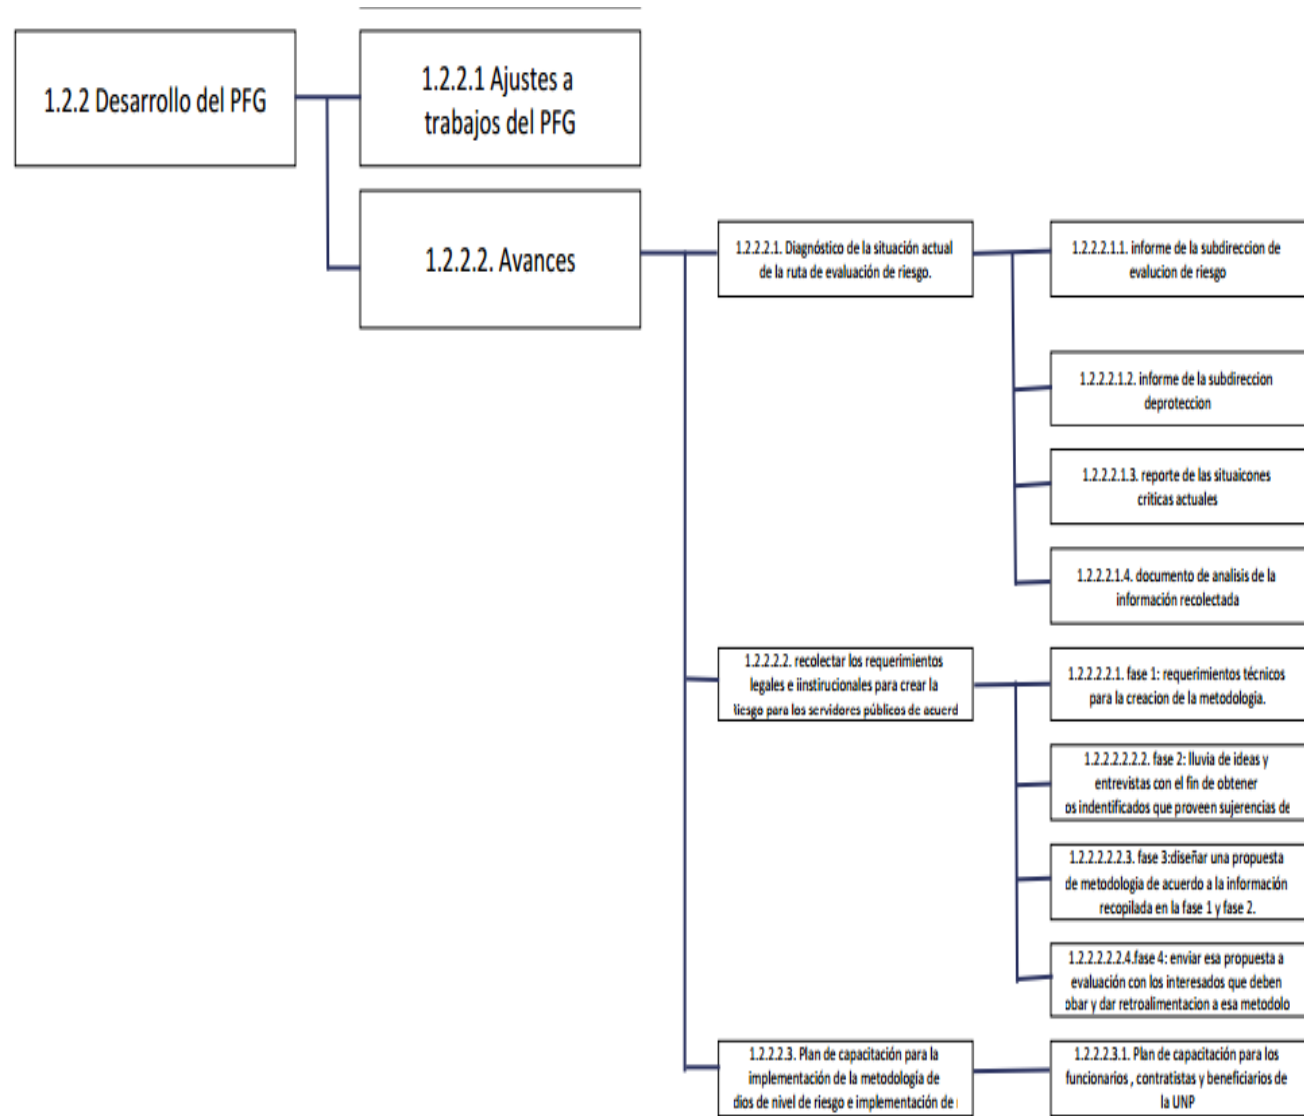 1.2.2 Desarrollo del PFG
1.2.2.1 Ajustes a
trabajos del PFG
1.2.2.2. Avances
1.2.2.2.1. Diagnóstico de la situación actual
de la ruta de evaluación de riesgo.
1.2.2.2.1.1. informe de la subdireccion de
evalucion de riesgo
1.2.2.2.1.2. informe de la subdireccion
deproteccion
1.2.2.2.1.3. reporte de las situaicones
criticas actuales
1.2.2.2.1.4. documento de analisis de la
información recolectada
1.2.2.2.2. recolectar los requerimientos
legales e iinstrucionales para crear la
riesgo para los servidores públicos de acuerd
1.2.2.2.2.1. fase 1: requerimientos técnicos
para la creacion de la metodologia.
1.2.2.2.2.2.2. fase 2: lluvia de ideas y
entrevistas con el fin de obtener
os indentificados que proveen sujerencias de
1.2.2.2.2.2.3. fase 3:diseñar una propuesta
de metodologia de acuerdo a la información
recopilada en la fase 1 y fase 2.
1.2.2.2.2.2.4.fase 4: enviar esa propuesta a
evaluación con los interesados que deben
obar y dar retroalimentacion a esa metodolo
1.2.2.2.3. Plan de capacitación para la
implementación de la metodologia de
dios de nivel de riesgo e implementación de
1.2.2.2.3.1. Plan de capacitación para los
funcionarios , contratistas y beneficiarios de
la UNP